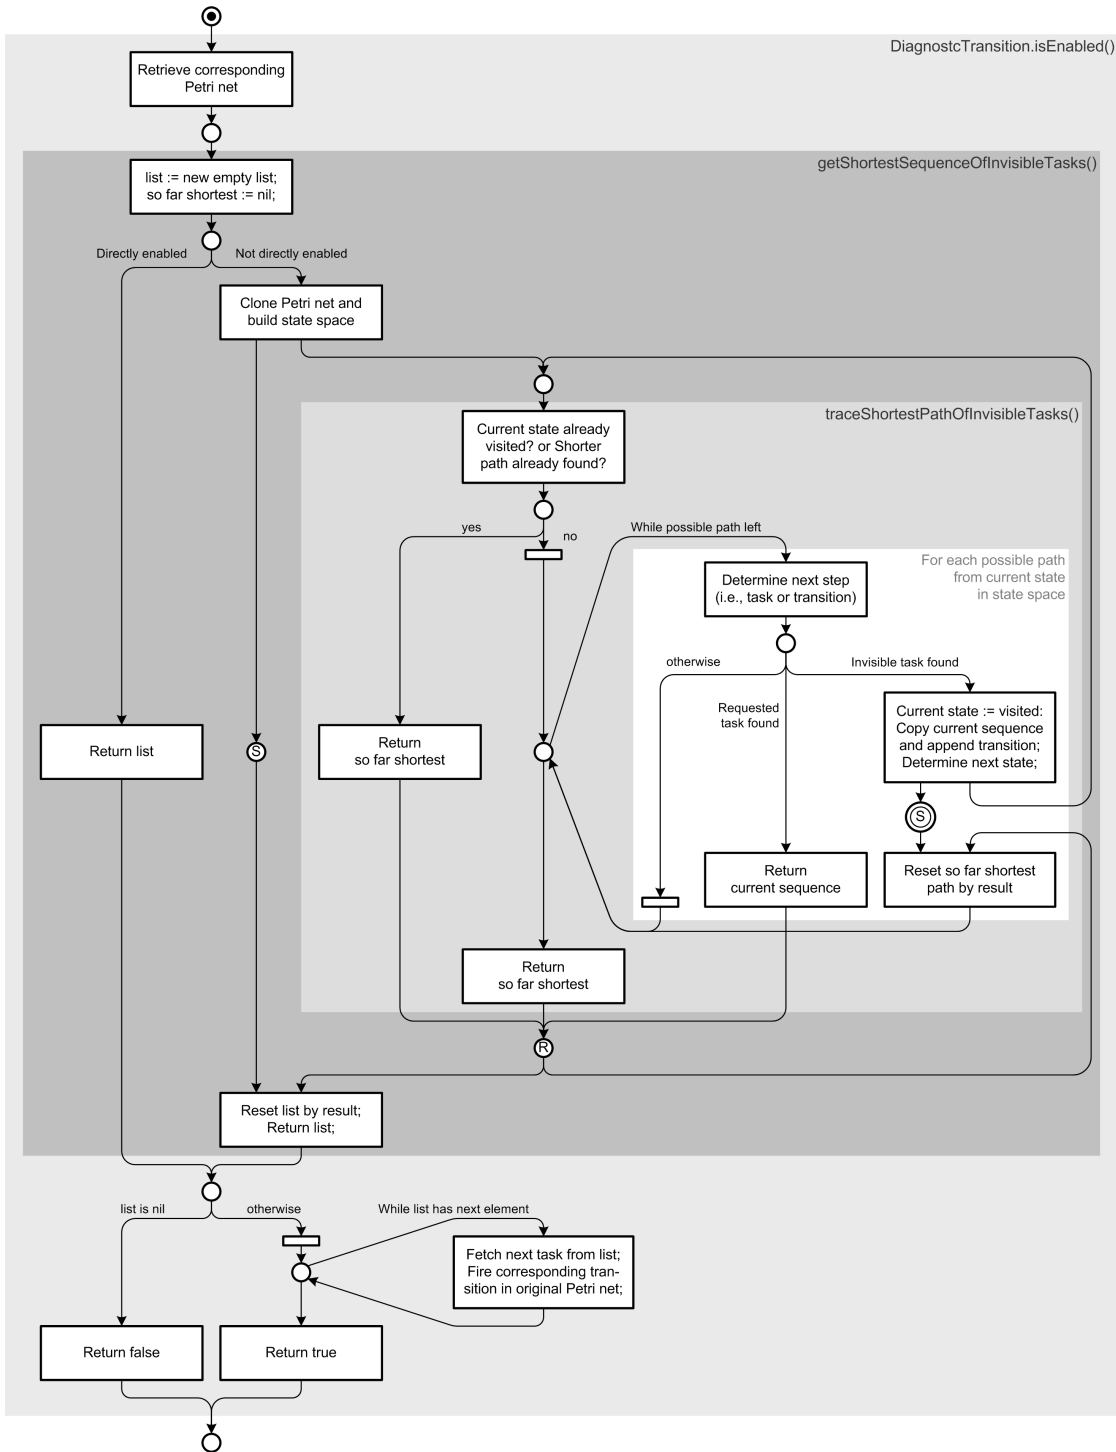 DiagnostcTransition.isEnabled()
Retrieve corresponding
Petri net
getShortestSequenceOfInvisibleTasks()
list := new empty list;
so far shortest := nil;
Directly enabled
Not directly enabled
Clone Petri net and
build state space
traceShortestPathOfInvisibleTasks()
Current state already
visited? or Shorter
path already found?
yes
no
While possible path left
For each possible path
from current state
in state space
Determine next step
(i.e., task or transition)
otherwise
Invisible task found
Requested
task found
Current state := visited:
Copy current sequence
and append transition;
Determine next state;
Return list
S
Return
so far shortest
S
Return
current sequence
Reset so far shortest
path by result
Return
so far shortest
R
Reset list by result;
Return list;
list is nil
otherwise
While list has next element
Fetch next task from list;
Fire corresponding tran-
sition in original Petri net;
Return false
Return true